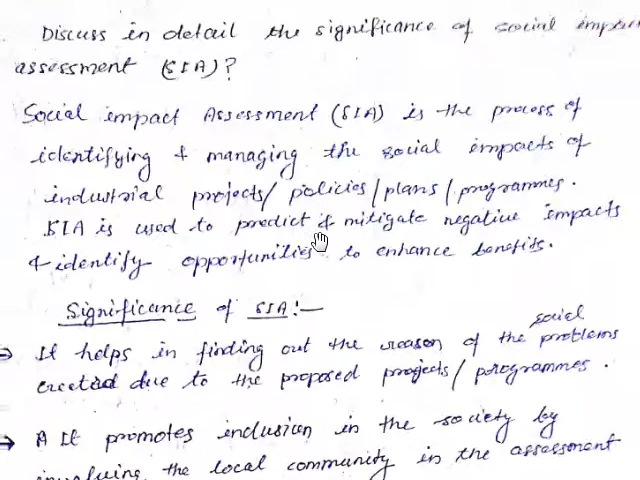 Discuss in detail the significance of social impact
assessment (SIA)?
Social impact Assessment (SIA) is the process of
identifying & managing the social impacts of
industrial projects/policies/plans/programmes.
SIA is used to predict & mitigate negative impacts
& identify opportunities to enhance benefits.
Significance of SIA:-
social
→ It helps in finding out the reason of the problems
created due to the proposed projects/programmes.
→ A It promotes inclusion in the society by
involving the local community in the assessment